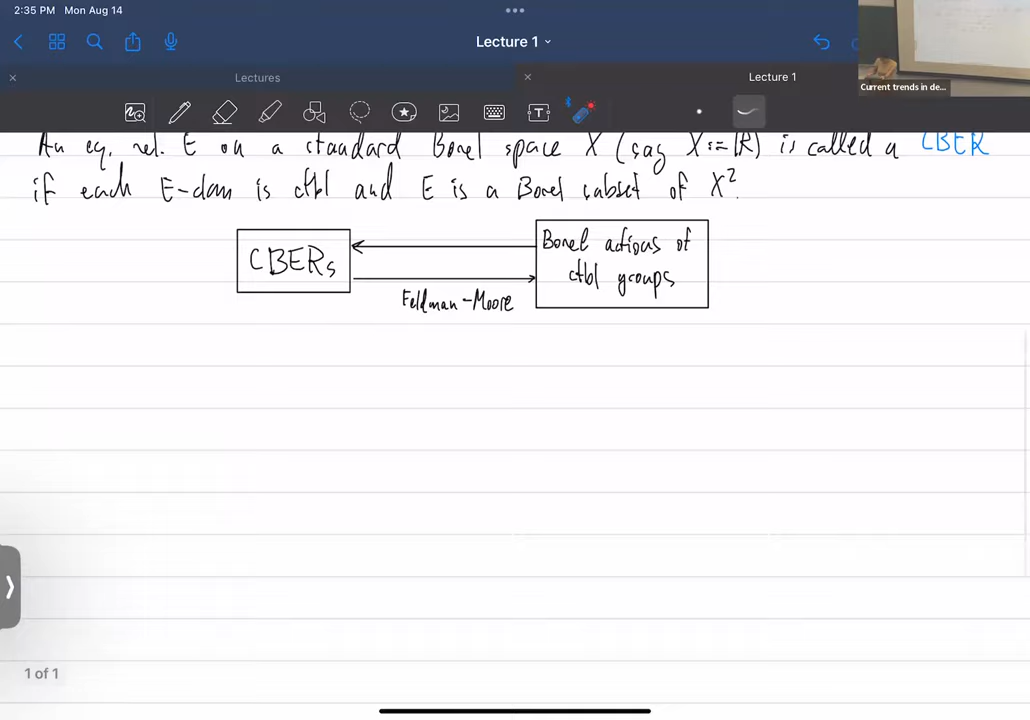 2:35 PM Mon Aug 14
Lecture 1
Lectures
Lecture 1
Current trends in de...
An eq. rel. E on a standard Borel space X (say X := ℝ) is called a CBER
if each E-class is ctbl and E is a Borel subset of X².
CBERs
Borel actions of
ctbl groups
Feldman-Moore
1 of 1